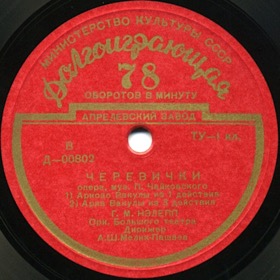 МИНИСТЕРСТВО КУЛЬТУРЫ СССР
Долгоиграющая
78
ОБОРОТОВ В МИНУТУ
АПРЕЛЕВСКИЙ ЗАВОД
ТУ-1 кл.
В
Д-00802
ЧЕРЕВИЧКИ
опера, муз. П. Чайковского
1) Ариозо Вакулы из 1 действия
2) Ария Вакулы из 3 действия
Г. М. НЭЛЕПП
Орк. Большого театра
Дирижер
А.Ш.Мелик-Пашаев